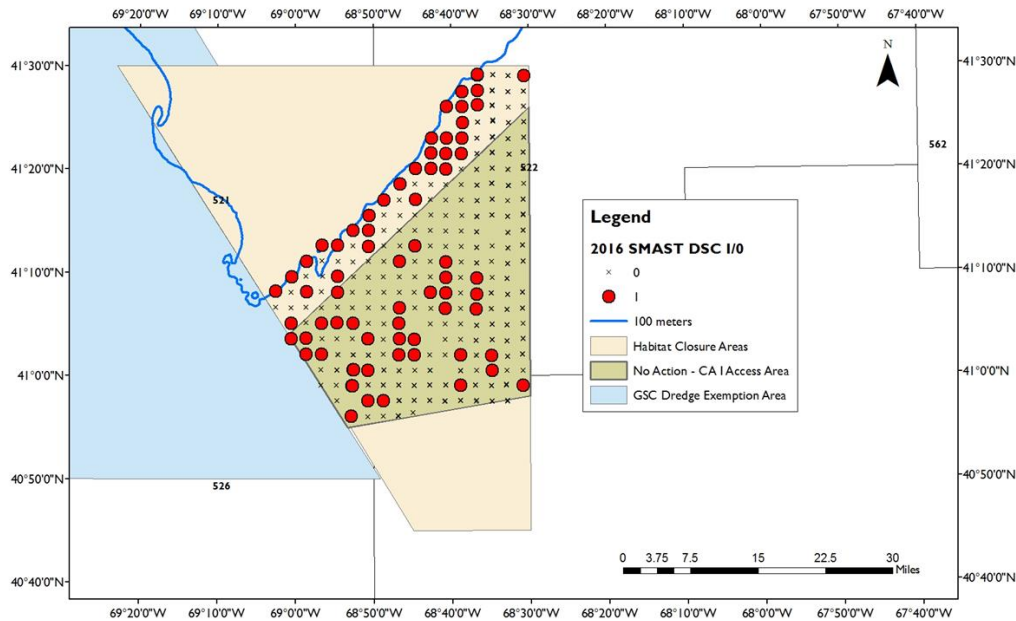 69°20'0"W 69°10'0"W 69°0'0"W 68°50'0"W 68°40'0"W 68°30'0"W 68°20'0"W 68°10'0"W 68°0'0"W 67°50'0"W 67°40'0"W
41°30'0"N 41°30'0"N
N
562
41°20'0"N 522 41°20'0"N
521
Legend
2016 SMAST DSC 1/0
0
1
100 meters
Habitat Closure Areas
No Action - CA I Access Area
GSC Dredge Exemption Area
41°10'0"N 41°10'0"N
41°0'0"N 41°0'0"N
40°50'0"N 40°50'0"N
526
0 3.75 7.5 15 22.5 30
Miles
40°40'0"N 40°40'0"N
69°20'0"W 69°10'0"W 69°0'0"W 68°50'0"W 68°40'0"W 68°30'0"W 68°20'0"W 68°10'0"W 68°0'0"W 67°50'0"W 67°40'0"W